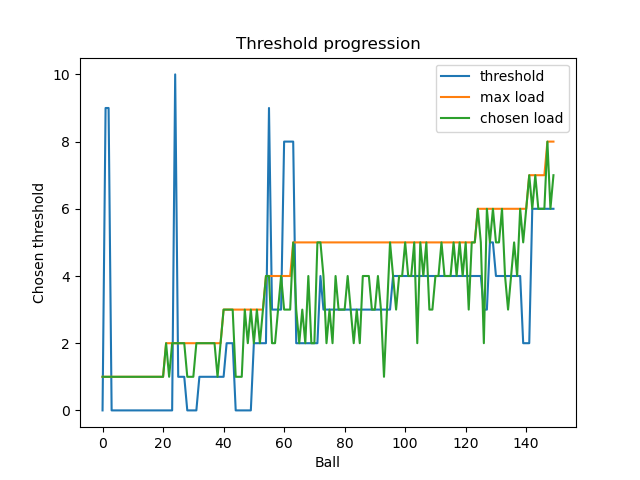 Threshold progression
threshold
max load
chosen load
Chosen threshold
10
8
6
4
2
0
0 20 40 60 80 100 120 140
Ball